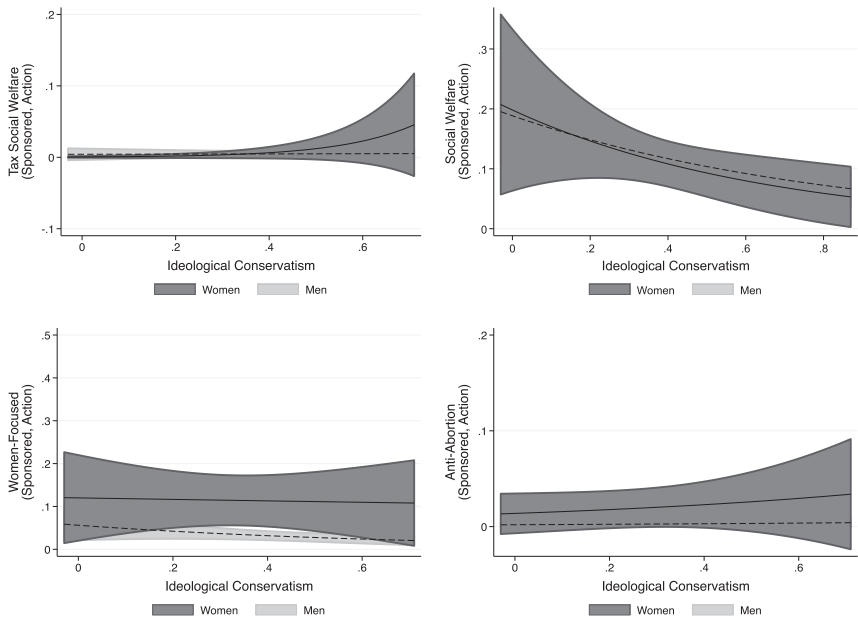 Tax Social Welfare
(Sponsored, Action)
.2
.1
0
-.1
0
.2
.4
.6
Ideological Conservatism
Women
Men
Social Welfare
(Sponsored, Action)
.3
.2
.1
0
0
.2
.4
.6
.8
Ideological Conservatism
Women
Men
Women-Focused
(Sponsored, Action)
.5
.4
.3
.2
.1
0
0
.2
.4
.6
Ideological Conservatism
Women
Men
Anti-Abortion
(Sponsored, Action)
.2
.1
0
0
.2
.4
.6
Ideological Conservatism
Women
Men